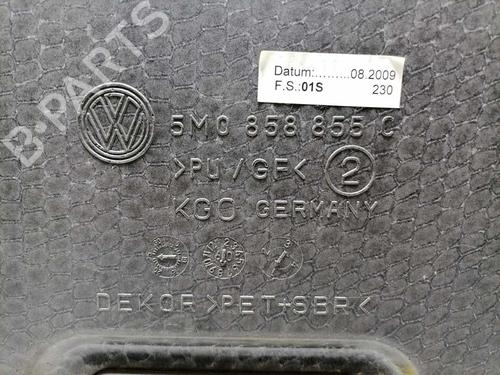 B-PARTS
Datum:.........08.2009
F.S.:01S 230
5M0 858 855 C
>PU/GF< 2
KGO GERMANY
DEKOR >PET+SBR<